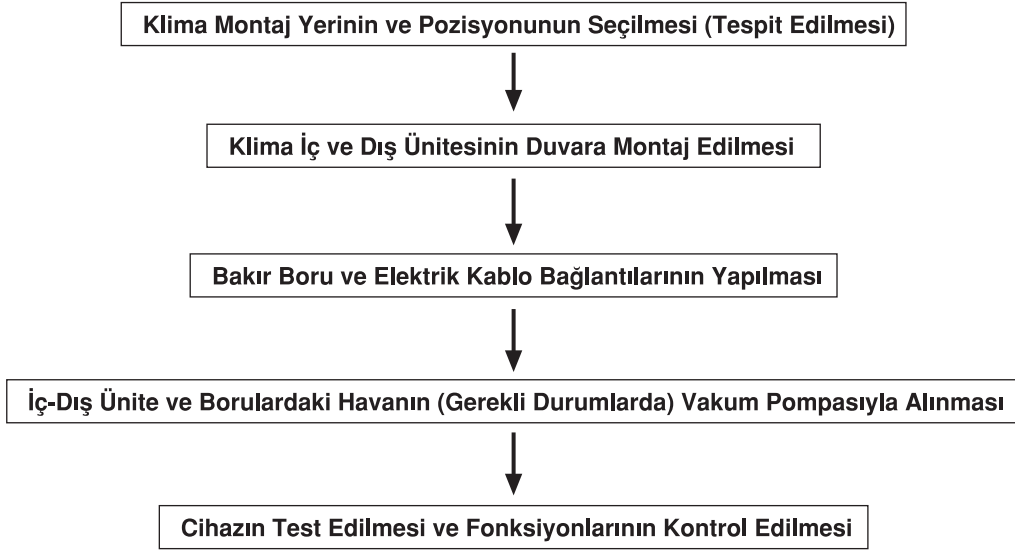 Klima Montaj Yerinin ve Pozisyonunun Seçilmesi (Tespit Edilmesi)
Klima İç ve Dış Ünitesinin Duvara Montaj Edilmesi
Bakır Boru ve Elektrik Kablo Bağlantılarının Yapılması
İç-Dış Ünite ve Borulardaki Havanın (Gerekli Durumlarda) Vakum Pompasıyla Alınması
Cihazın Test Edilmesi ve Fonksiyonlarının Kontrol Edilmesi